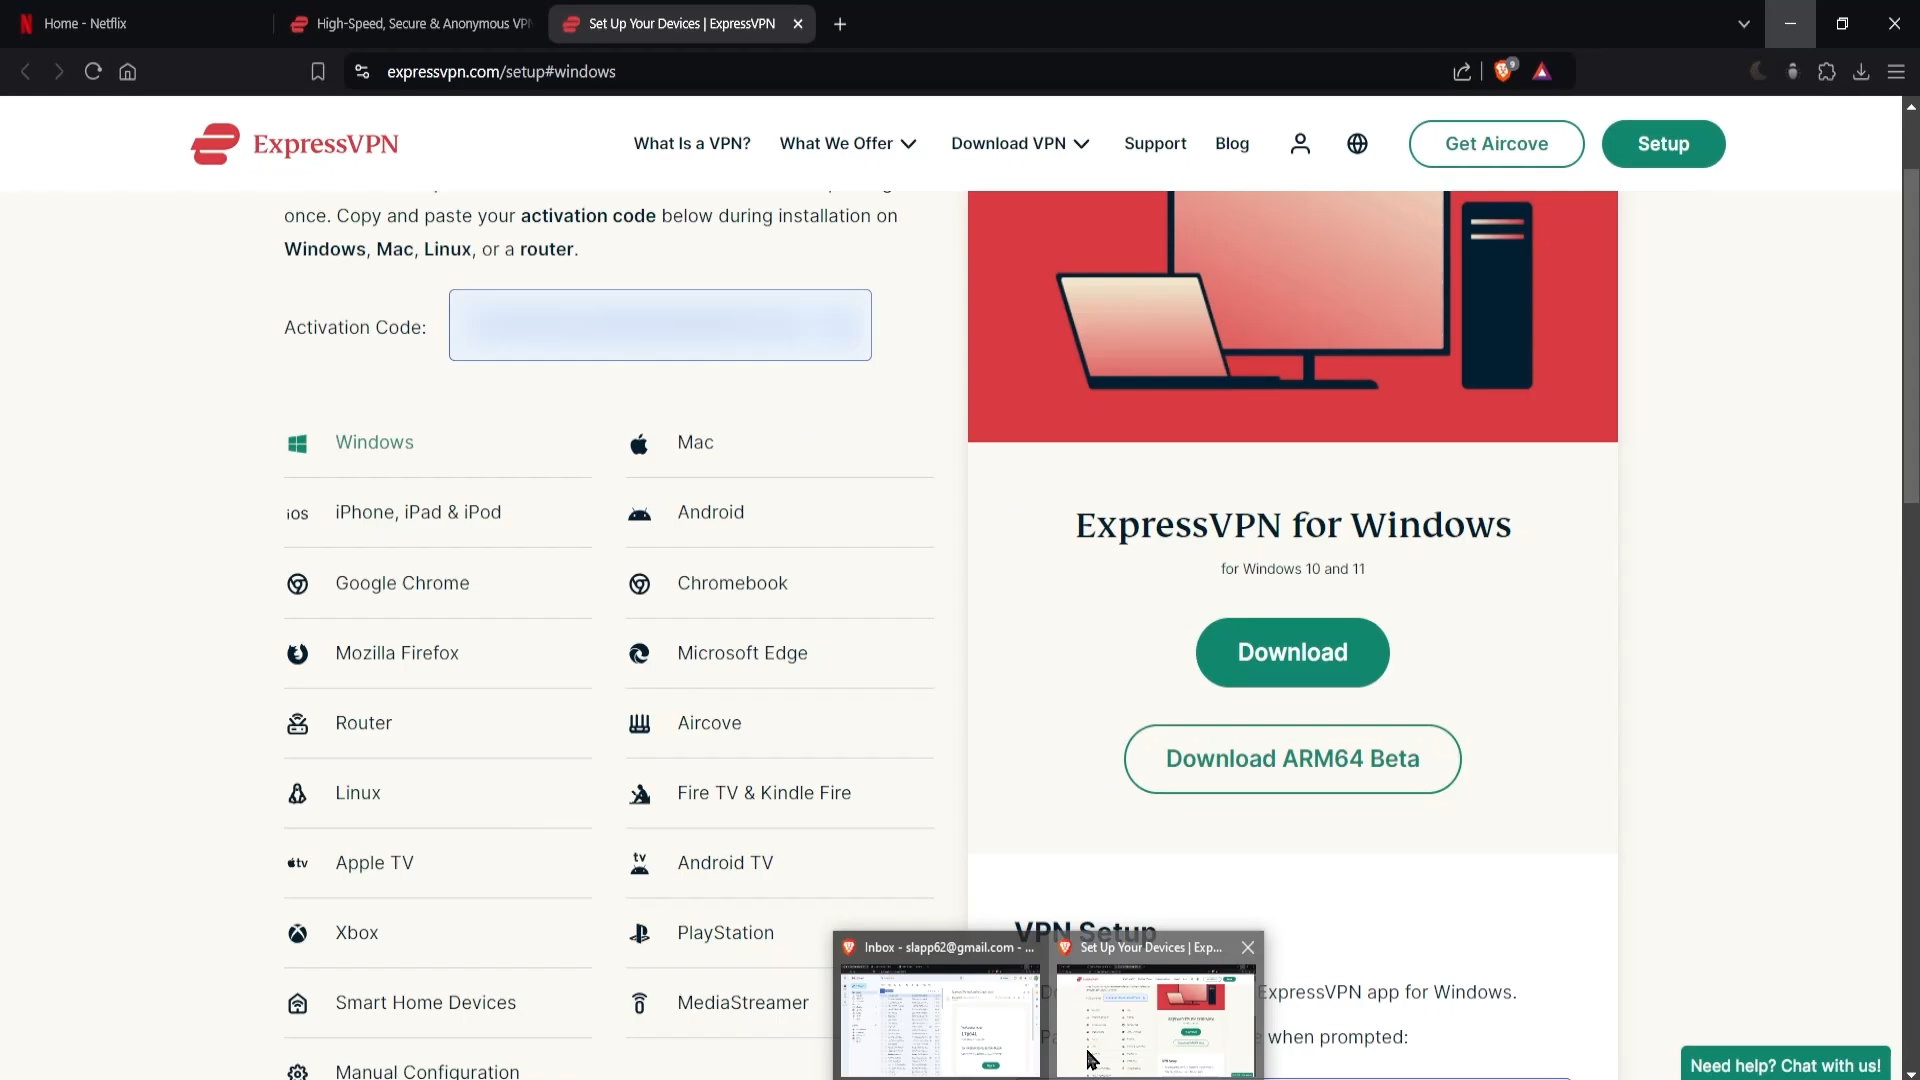 Home - Netflix
High-Speed, Secure & Anonymous VPN
Set Up Your Devices | ExpressVPN
expressvpn.com/setup#windows
9
ExpressVPN
What Is a VPN?
What We Offer
Download VPN
Support
Blog
Get Aircove
Setup
once. Copy and paste your activation code below during installation on
Windows, Mac, Linux, or a router.
Activation Code:
Windows
Mac
iOS
iPhone, iPad & iPod
Android
Google Chrome
Chromebook
Mozilla Firefox
Microsoft Edge
Router
Aircove
Linux
Fire TV & Kindle Fire
tv
Apple TV
tv
Android TV
Xbox
PlayStation
Smart Home Devices
MediaStreamer
Manual Configuration
ExpressVPN for Windows
for Windows 10 and 11
Download
Download ARM64 Beta
VPN Setup
ExpressVPN app for Windows.
when prompted:
Inbox - slapp62@gmail.com - ...
Set Up Your Devices | Exp...
Need help? Chat with us!